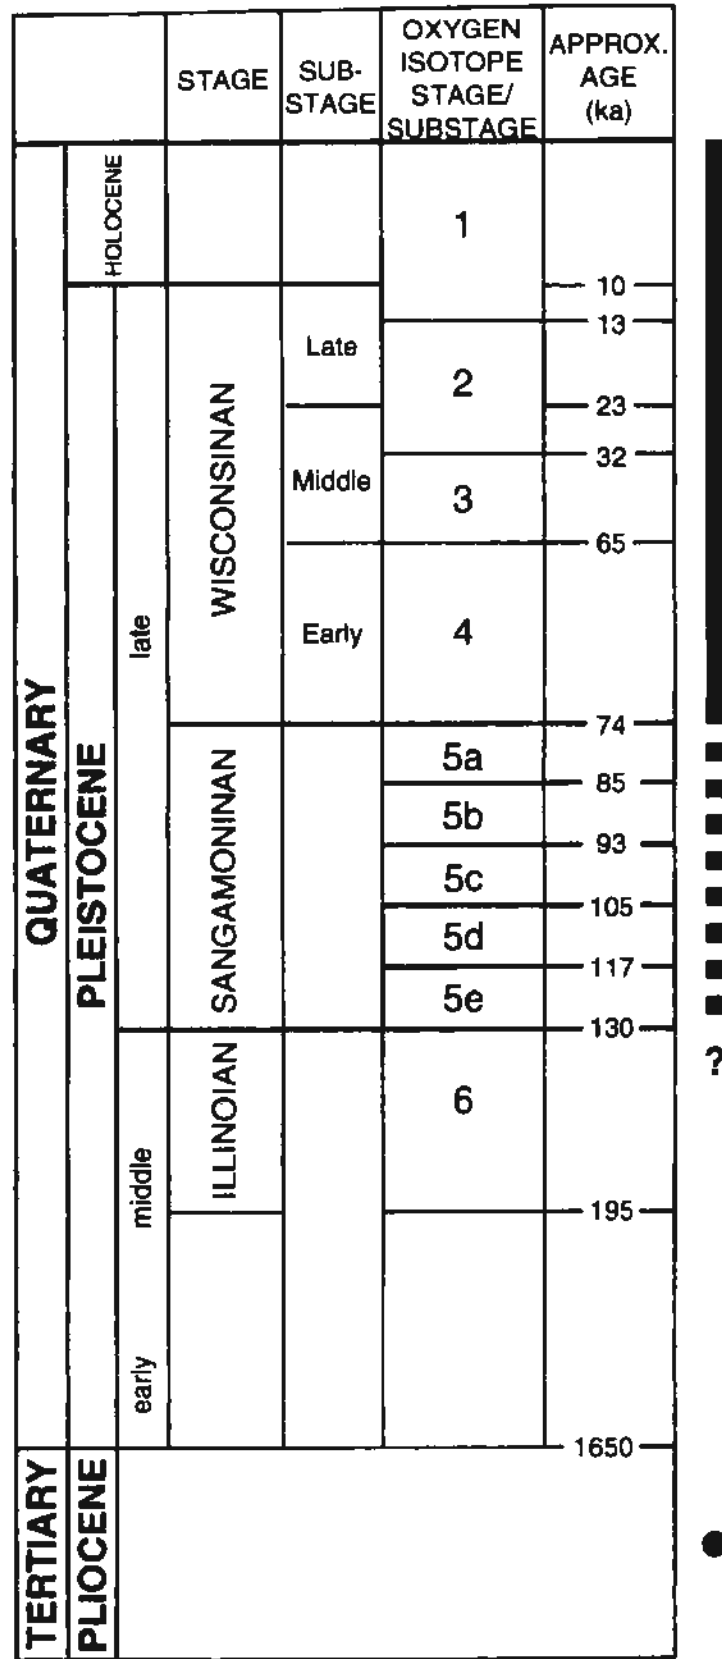 STAGE
SUB-
STAGE
OXYGEN
ISOTOPE
STAGE/
SUBSTAGE
APPROX.
AGE
(ka)
QUATERNARY
HOLOCENE
PLEISTOCENE
late
middle
early
WISCONSINAN
SANGAMONINAN
ILLINOIAN
Late
Middle
Early
1
2
3
4
5a
5b
5c
5d
5e
6
10
13
23
32
65
74
85
93
105
117
130
195
1650
?
TERTIARY
PLIOCENE